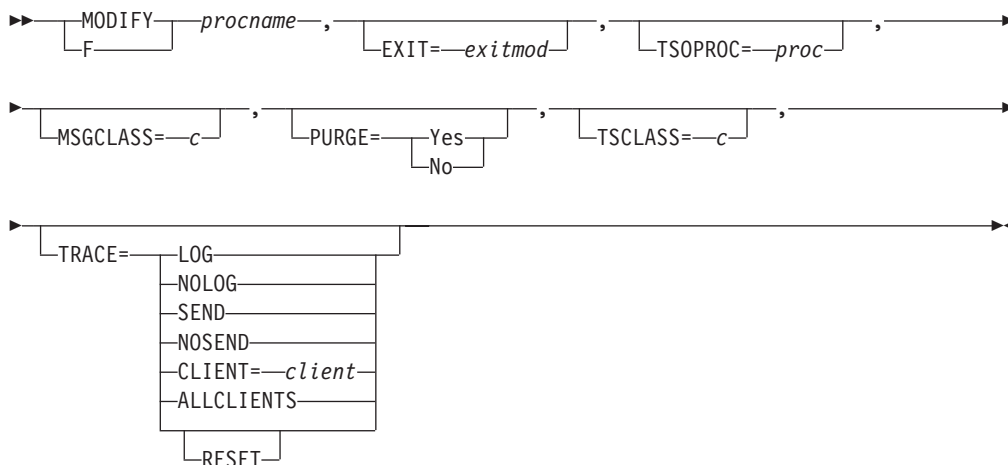 MODIFY procname , , ,
F EXIT= exitmod TSOPROC= proc
, , ,
MSGCLASS= c PURGE= Yes TSCLASS= c
No
TRACE= LOG
NOLOG
SEND
NOSEND
CLIENT= client
ALLCLIENTS
RESET